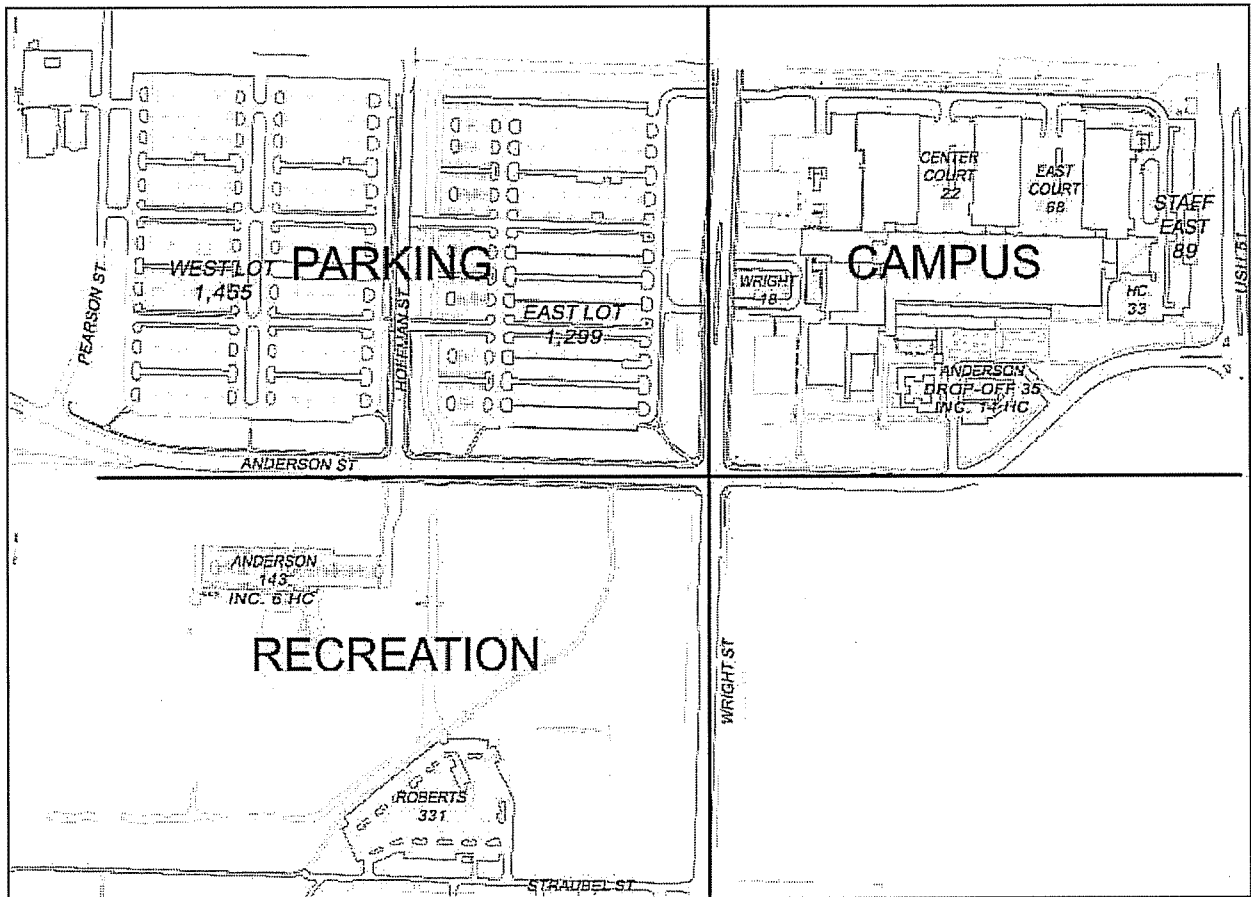 CENTER
COURT
22
EAST
COURT
68
STAFF
EAST
89
USH 51
PARKING
CAMPUS
WEST LOT
1,455
PEARSON ST
HOFFMAN ST
EAST LOT
1,299
WRIGHT
18
HC
33
ANDERSON
DROP-OFF 35
INC. 14 HC
ANDERSON ST
ANDERSON
143
INC. 6 HC
RECREATION
WRIGHT ST
ROBERTS
331
STRAUBEL ST